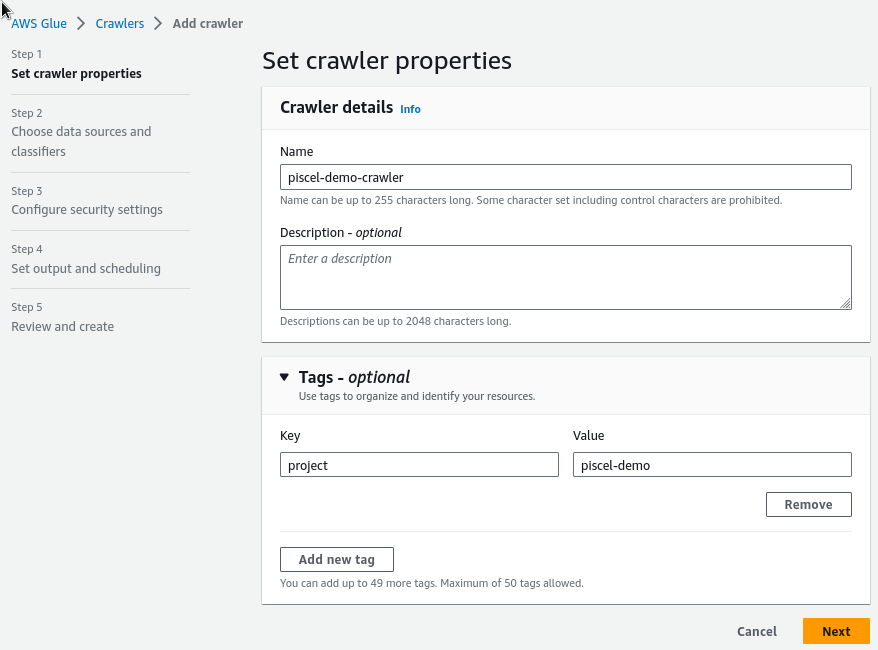 AWS Glue > Crawlers > Add crawler
Step 1
Set crawler properties
Step 2
Choose data sources and
classifiers
Step 3
Configure security settings
Step 4
Set output and scheduling
Step 5
Review and create
Set crawler properties
Crawler details Info
Name
piscel-demo-crawler
Name can be up to 255 characters long. Some character set including control characters are prohibited.
Description - optional
Enter a description
Descriptions can be up to 2048 characters long.
Tags - optional
Use tags to organize and identify your resources.
Key Value
project piscel-demo
Remove
Add new tag
You can add up to 49 more tags. Maximum of 50 tags allowed.
Cancel Next